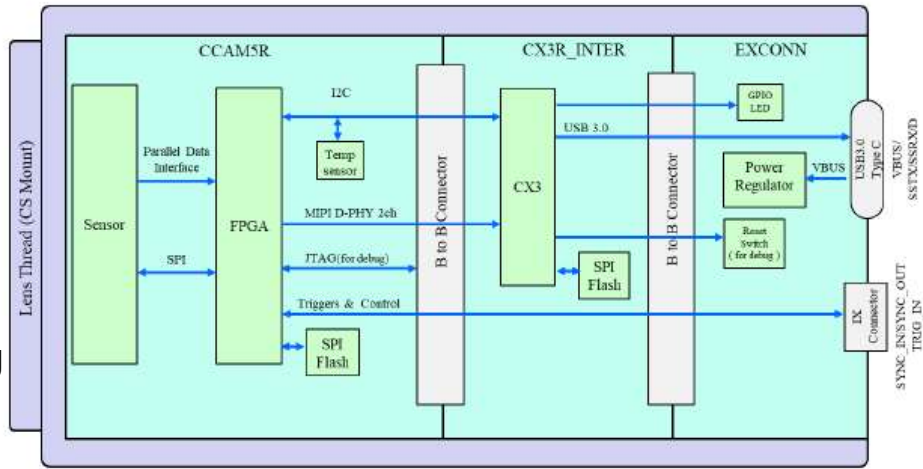 CCAM5R
CX3R_INTER
EXCONN
Lens Thread (CS Mount)
Sensor
Parallel Data
Interface
SPI
FPGA
I2C
Temp
sensor
MIPI D-PHY 2ch
JTAG(for debug)
Triggers & Control
SPI
Flash
B to B Connector
CX3
USB 3.0
SPI
Flash
B to B Connector
GPIO
LED
Power
Regulator
VBUS
Reset
Switch
( for debug )
USB3.0
Type C
VBUS/
SSTX/SSRX/D
IX
Connector
SYNC_IN/SYNC_OUT
TRIG_IN